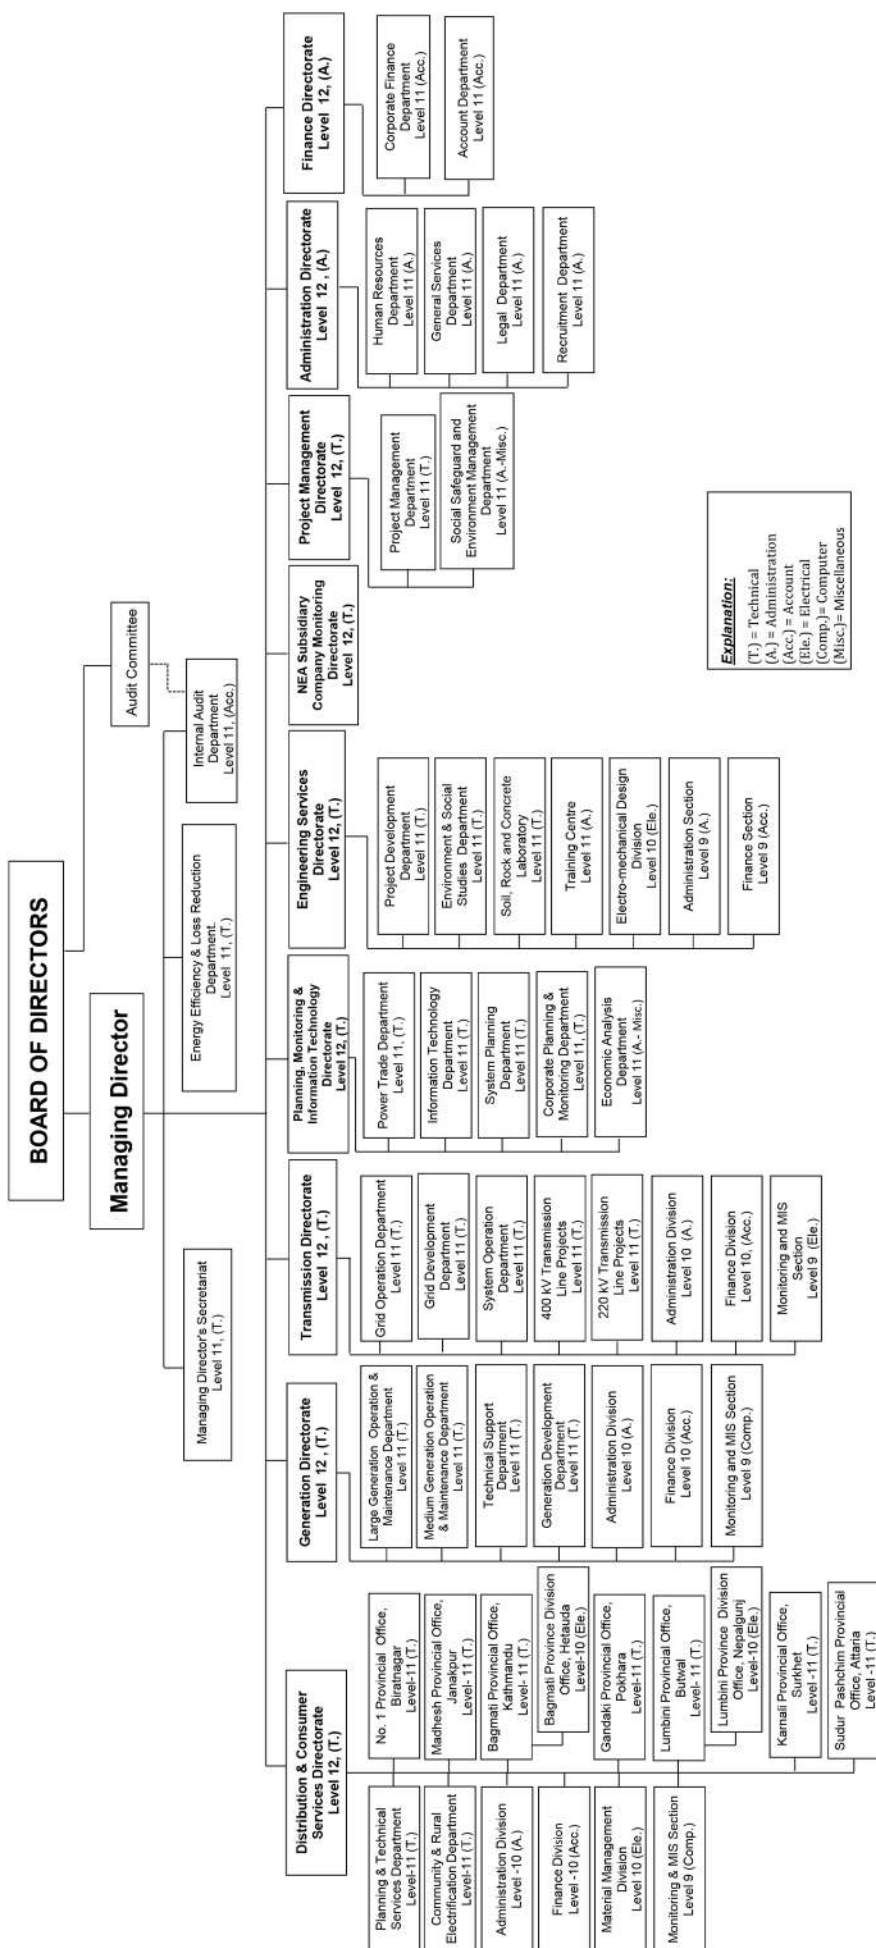 BOARD OF DIRECTORS
Managing Director
Audit Committee
Managing Director's Secretariat
Level 11, (T.)
Energy Efficiency & Loss Reduction
Department.
Level 11, (T.)
Internal Audit
Department
Level 11, (Acc.)
Distribution & Consumer
Services Directorate
Level 12, (T.)
Planning & Technical
Services Department
Level-11 (T.)
Community & Rural
Electrification Department
Level-11 (T.)
Administration Division
Level -10 (A.)
Finance Division
Level -10 (Acc.)
Material Management
Division
Level 10 (Ele.)
Monitoring & MIS Section
Level 9 (Comp.)
No. 1 Provincial Office,
Biratnagar
Level-11 (T.)
Madhesh Provincial Office,
Janakpur
Level- 11 (T.)
Bagmati Provincial Office,
Kathmandu
Level- 11 (T.)
Bagmati Province Division
Office, Hetauda
Level-10 (Ele.)
Gandaki Provincial Office,
Pokhara
Level-11 (T.)
Lumbini Provincial Office,
Butwal
Level- 11 (T.)
Lumbini Province Division
Office, Nepalgunj
Level-10 (Ele.)
Karnali Provincial Office,
Surkhet
Level -11 (T.)
Sudur Pashchim Provincial
Office, Attaria
Level -11 (T.)
Generation Directorate
Level 12 , (T.)
Large Generation Operation &
Maintenance Department
Level 11 (T.)
Medium Generation Operation
& Maintenance Department
Level 11 (T.)
Technical Support
Department
Level 11 (T.)
Generation Development
Department
Level 11 (T.)
Administration Division
Level 10 (A.)
Finance Division
Level 10 (Acc.)
Monitoring and MIS Section
Level 9 (Comp.)
Transmission Directorate
Level 12 , (T.)
Grid Operation Department
Level 11 (T.)
Grid Development
Department
Level 11 (T.)
System Operation
Department
Level 11 (T.)
400 kV Transmission
Line Projects
Level 11 (T.)
220 kV Transmission
Line Projects
Level 11 (T.)
Administration Division
Level 10 (A.)
Finance Division
Level 10, (Acc.)
Monitoring and MIS
Section
Level 9 (Ele.)
Planning, Monitoring &
Information Technology
Directorate
Level 12, (T.)
Power Trade Department
Level 11, (T.)
Information Technology
Department
Level 11 (T.)
System Planning
Department
Level 11 (T.)
Corporate Planning &
Monitoring Department
Level 11, (T.)
Economic Analysis
Department
Level 11 (A.- Misc.)
Engineering Services
Directorate
Level 12, (T.)
Project Development
Department
Level 11 (T.)
Environment & Social
Studies Department
Level 11 (T.)
Soil, Rock and Concrete
Laboratory
Level 11 (T.)
Training Centre
Level 11 (A.)
Electro-mechanical Design
Division
Level 10 (Ele.)
Administration Section
Level 9 (A.)
Finance Section
Level 9 (Acc.)
NEA Subsidiary
Company Monitoring
Directorate
Level 12, (T.)
Project Management
Directorate
Level 12, (T.)
Project Management
Department
Level 11 (T.)
Social Safeguard and
Environment Management
Department
Level 11 (A.-Misc.)
Administration Directorate
Level 12 , (A.)
Human Resources
Department
Level 11 (A.)
General Services
Department
Level 11 (A.)
Legal Department
Level 11 (A.)
Recruitment Department
Level 11 (A.)
Finance Directorate
Level 12, (A.)
Corporate Finance
Department
Level 11 (Acc.)
Account Department
Level 11 (Acc.)
Explanation:
(T.) = Technical
(A.) = Administration
(Acc.) = Account
(Ele.) = Electrical
(Comp.)= Computer
(Misc.)= Miscellaneous